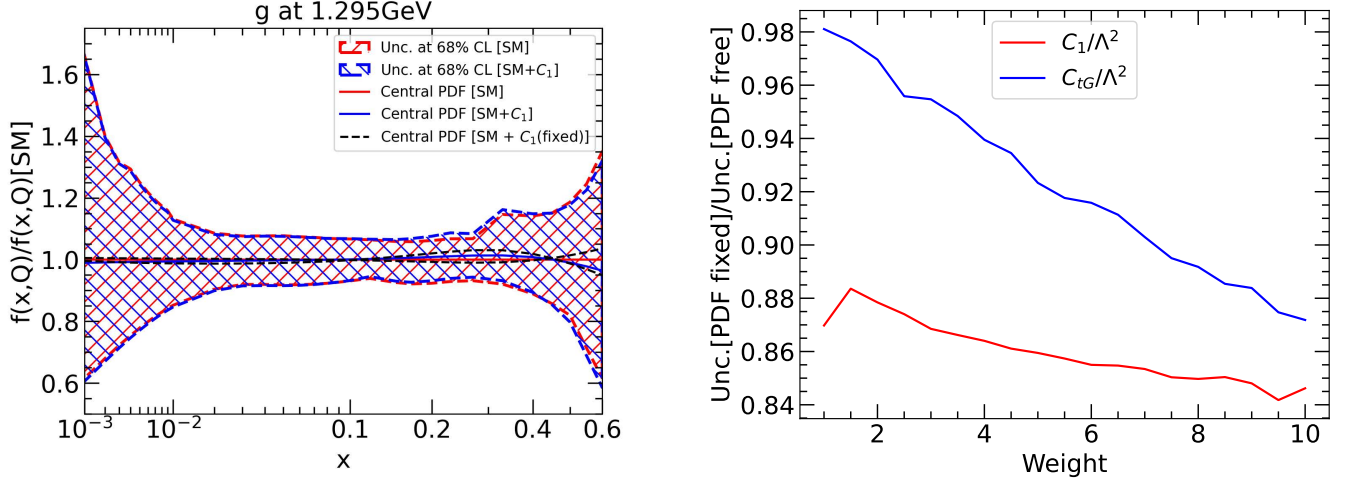 g at 1.295GeV
f(x,Q)/f(x,Q)[SM]
1.6
1.4
1.2
1.0
0.8
0.6
Unc. at 68% CL [SM]
Unc. at 68% CL [SM+C₁]
Central PDF [SM]
Central PDF [SM+C₁]
Central PDF [SM + C₁(fixed)]
10⁻³ 10⁻² 0.1 0.2 0.4 0.6
x
Unc.[PDF fixed]/Unc.[PDF free]
0.98
0.96
0.94
0.92
0.90
0.88
0.86
0.84
C₁/Λ²
C_tG/Λ²
2 4 6 8 10
Weight